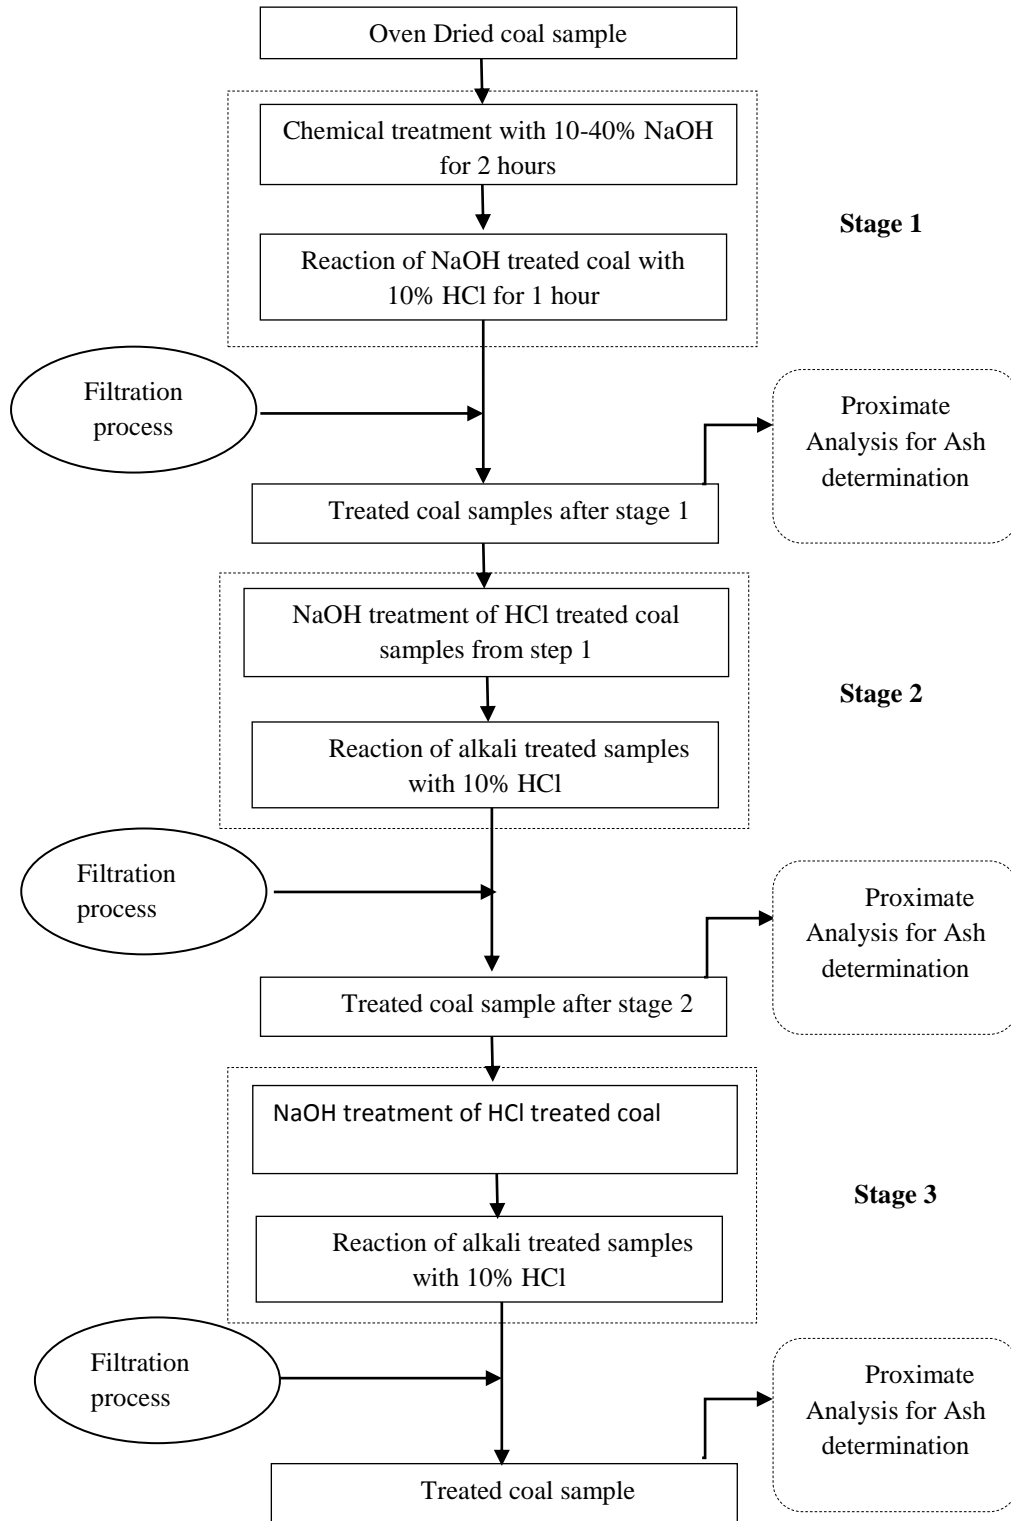 Oven Dried coal sample
Chemical treatment with 10-40% NaOH
for 2 hours
Stage 1
Reaction of NaOH treated coal with
10% HCl for 1 hour
Filtration
process
Proximate
Analysis for Ash
determination
Treated coal samples after stage 1
NaOH treatment of HCl treated coal
samples from step 1
Stage 2
Reaction of alkali treated samples
with 10% HCl
Filtration
process
Proximate
Analysis for Ash
determination
Treated coal sample after stage 2
NaOH treatment of HCl treated coal
Stage 3
Reaction of alkali treated samples
with 10% HCl
Filtration
process
Proximate
Analysis for Ash
determination
Treated coal sample